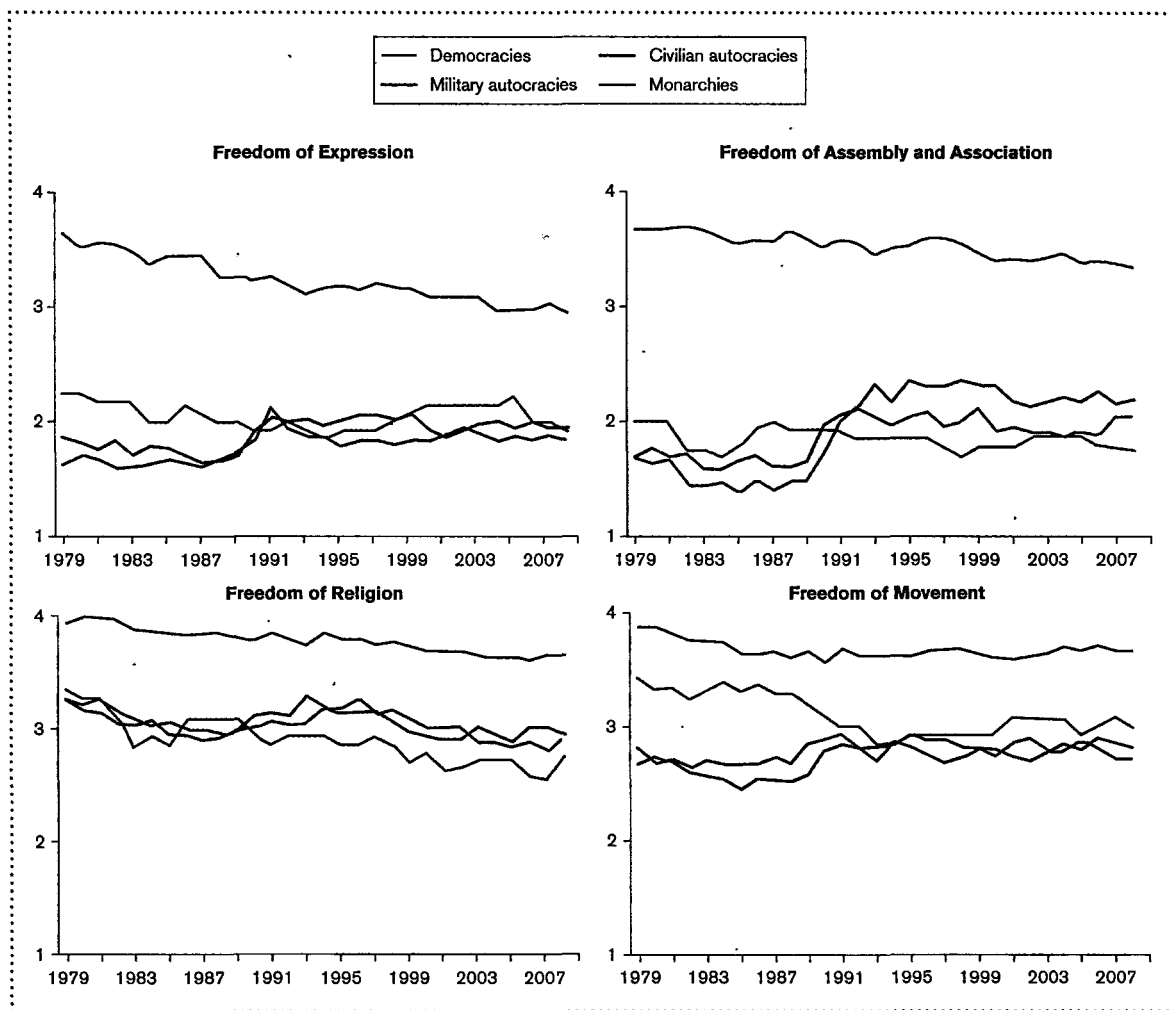 Democracies Civilian autocracies
Military autocracies Monarchies
Freedom of Expression
4
3
2
1
1979 1983 1987 1991 1995 1999 2003 2007
Freedom of Assembly and Association
4
3
2
1
1979 1983 1987 1991 1995 1999 2003 2007
Freedom of Religion
4
3
2
1
1979 1983 1987 1991 1995 1999 2003 2007
Freedom of Movement
4
3
2
1
1979 1983 1987 1991 1995 1999 2003 2007